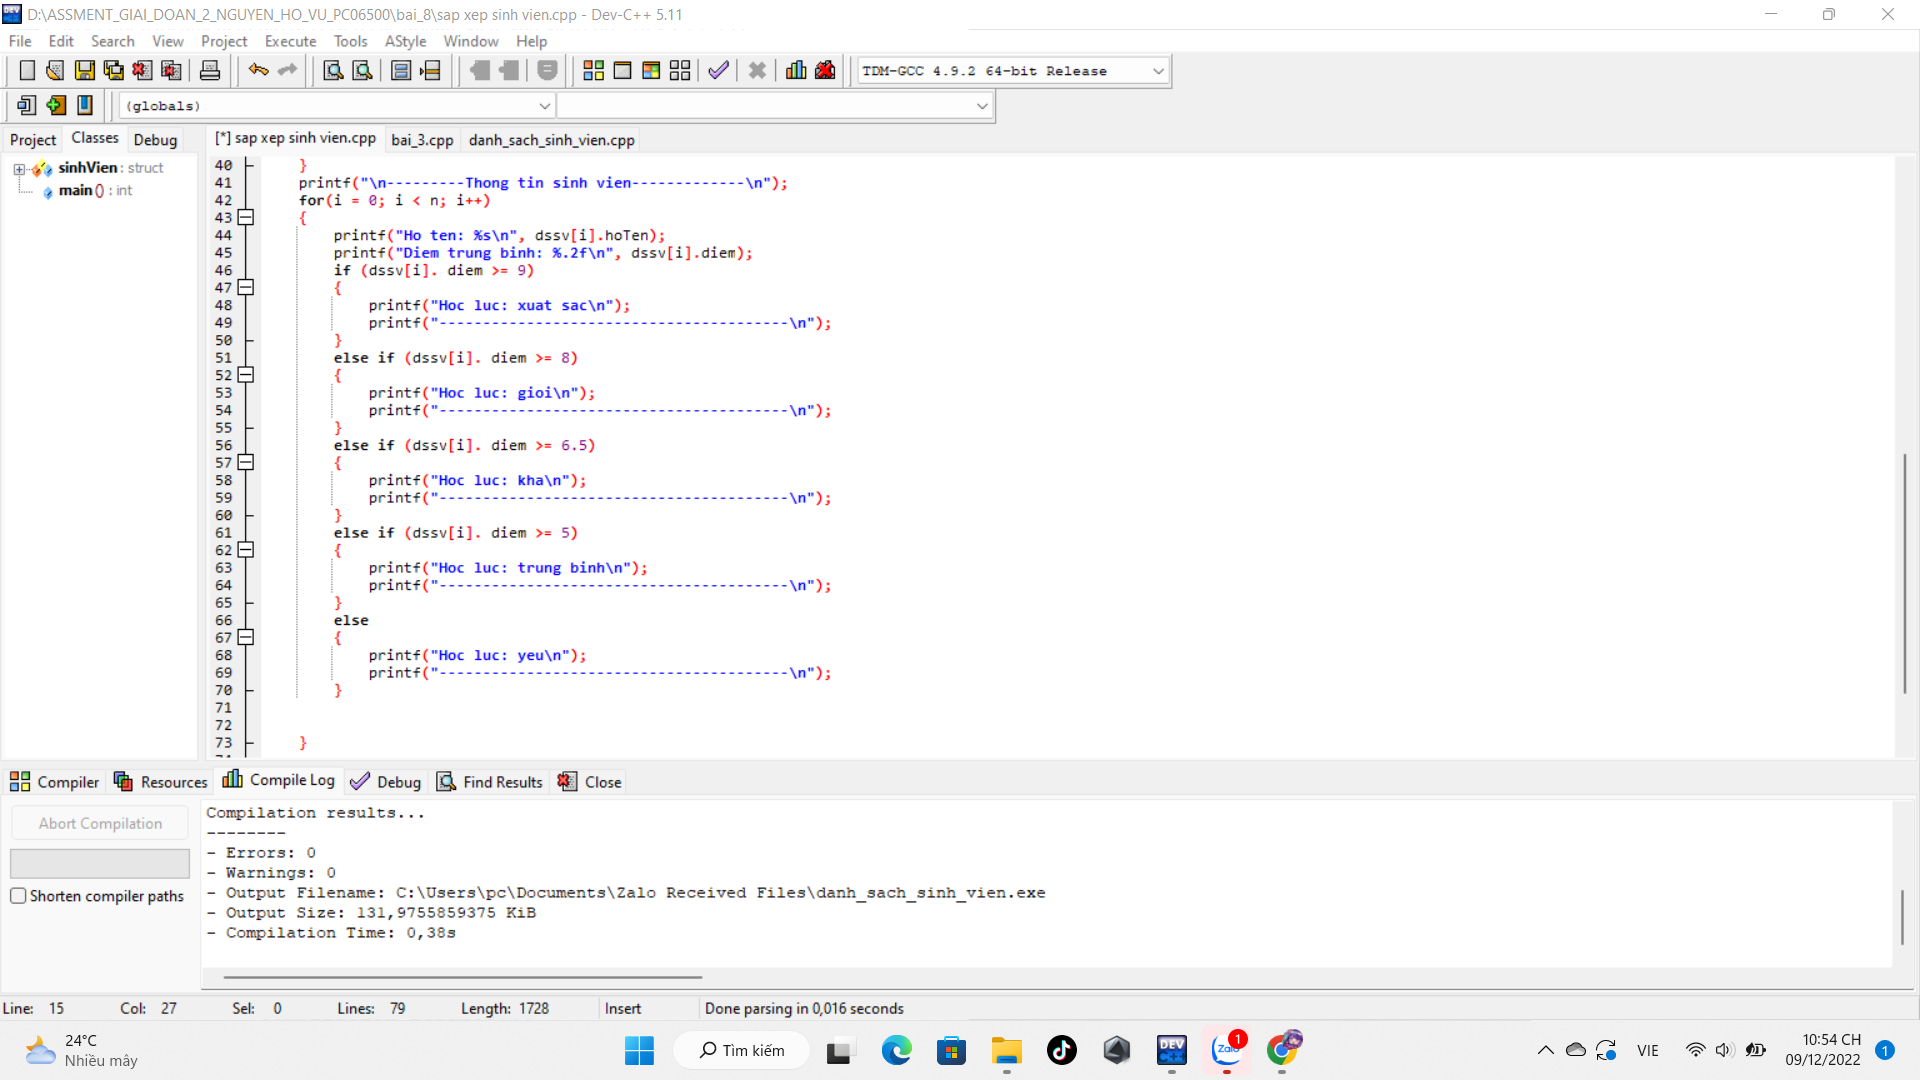 D:\ASSMENT_GIAI_DOAN_2_NGUYEN_HO_VU_PC06500\bai_8\sap xep sinh vien.cpp - Dev-C++ 5.11
File Edit Search View Project Execute Tools AStyle Window Help
TDM-GCC 4.9.2 64-bit Release
(globals)
Project Classes Debug
[*] sap xep sinh vien.cpp bai_3.cpp danh_sach_sinh_vien.cpp
sinhVien : struct
main () : int
40 }
41 printf("\n---------Thong tin sinh vien-------------\n");
42 for(i = 0; i < n; i++)
43 {
44 printf("Ho ten: %s\n", dssv[i].hoTen);
45 printf("Diem trung binh: %.2f\n", dssv[i].diem);
46 if (dssv[i]. diem >= 9)
47 {
48 printf("Hoc luc: xuat sac\n");
49 printf("----------------------------------------\n");
50 }
51 else if (dssv[i]. diem >= 8)
52 {
53 printf("Hoc luc: gioi\n");
54 printf("----------------------------------------\n");
55 }
56 else if (dssv[i]. diem >= 6.5)
57 {
58 printf("Hoc luc: kha\n");
59 printf("----------------------------------------\n");
60 }
61 else if (dssv[i]. diem >= 5)
62 {
63 printf("Hoc luc: trung binh\n");
64 printf("----------------------------------------\n");
65 }
66 else
67 {
68 printf("Hoc luc: yeu\n");
69 printf("----------------------------------------\n");
70 }
71
72
73 }
Compiler Resources Compile Log Debug Find Results Close
Abort Compilation
Shorten compiler paths
Compilation results...
--------
- Errors: 0
- Warnings: 0
- Output Filename: C:\Users\pc\Documents\Zalo Received Files\danh_sach_sinh_vien.exe
- Output Size: 131,9755859375 KiB
- Compilation Time: 0,38s
Line: 15 Col: 27 Sel: 0 Lines: 79 Length: 1728 Insert Done parsing in 0,016 seconds
24°C
Nhiều mây
Tìm kiếm
DEV C++
Zalo
1
VIE
10:54 CH
09/12/2022
1